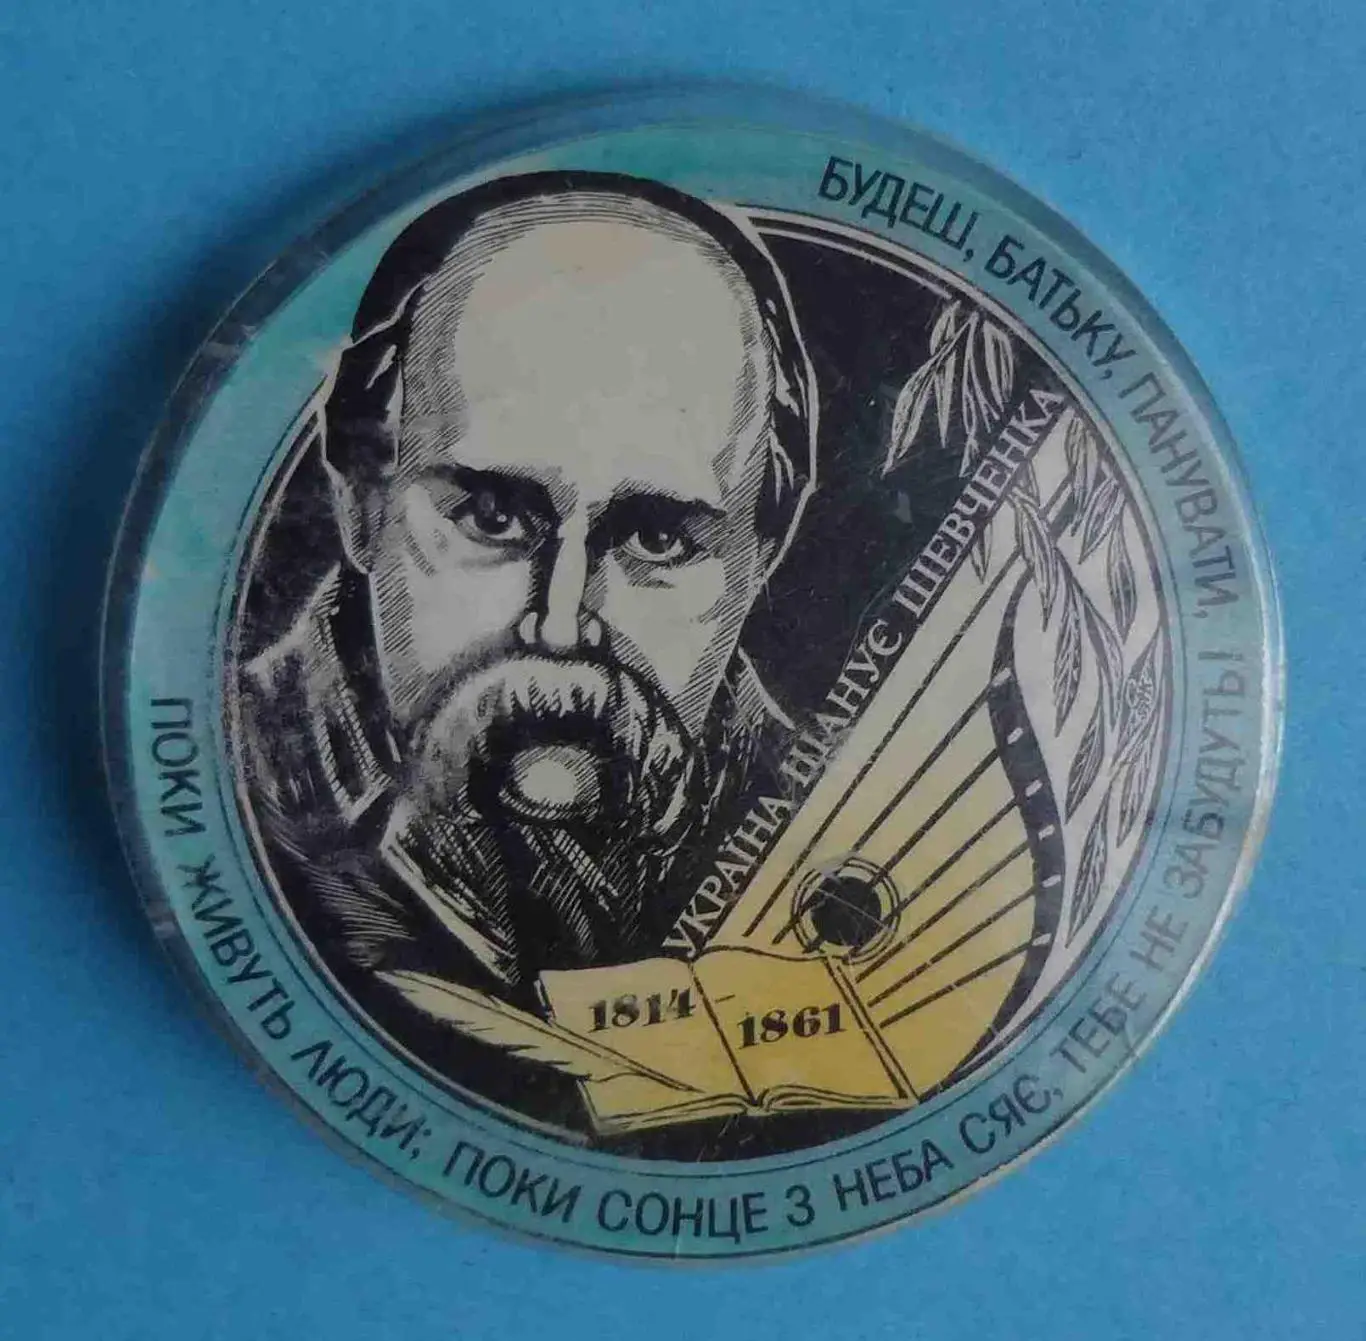 БУДЕШ, БАТЬКУ, ПАНУВАТИ,
ПОКИ ЖИВУТЬ ЛЮДИ; ПОКИ СОНЦЕ З НЕБА СЯЄ, ТЕБЕ НЕ ЗАБУДУТЬ!
УКРАЇНА ШАНУЄ ШЕВЧЕНКА
1814 – 1861